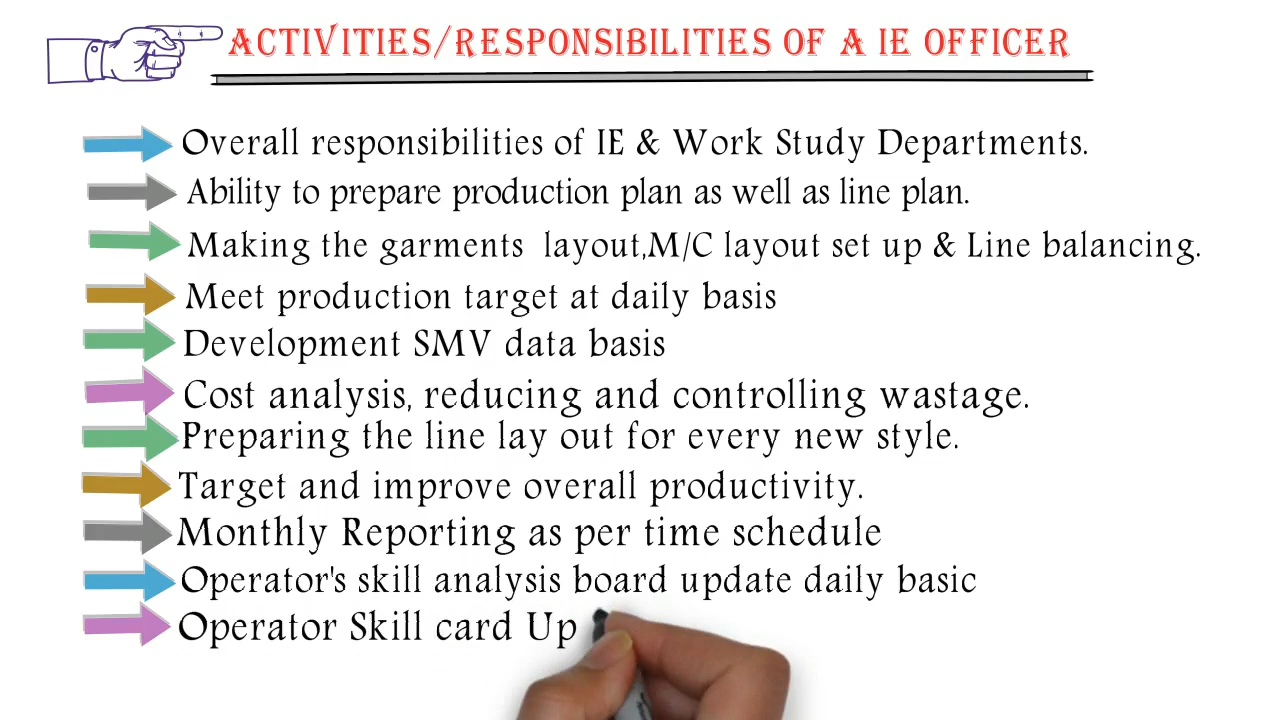 ACTIVITIES/RESPONSIBILITIES OF A IE OFFICER
Overall responsibilities of IE & Work Study Departments.
Ability to prepare production plan as well as line plan.
Making the garments layout,M/C layout set up & Line balancing.
Meet production target at daily basis
Development SMV data basis
Cost analysis, reducing and controlling wastage.
Preparing the line lay out for every new style.
Target and improve overall productivity.
Monthly Reporting as per time schedule
Operator's skill analysis board update daily basic
Operator Skill card Up